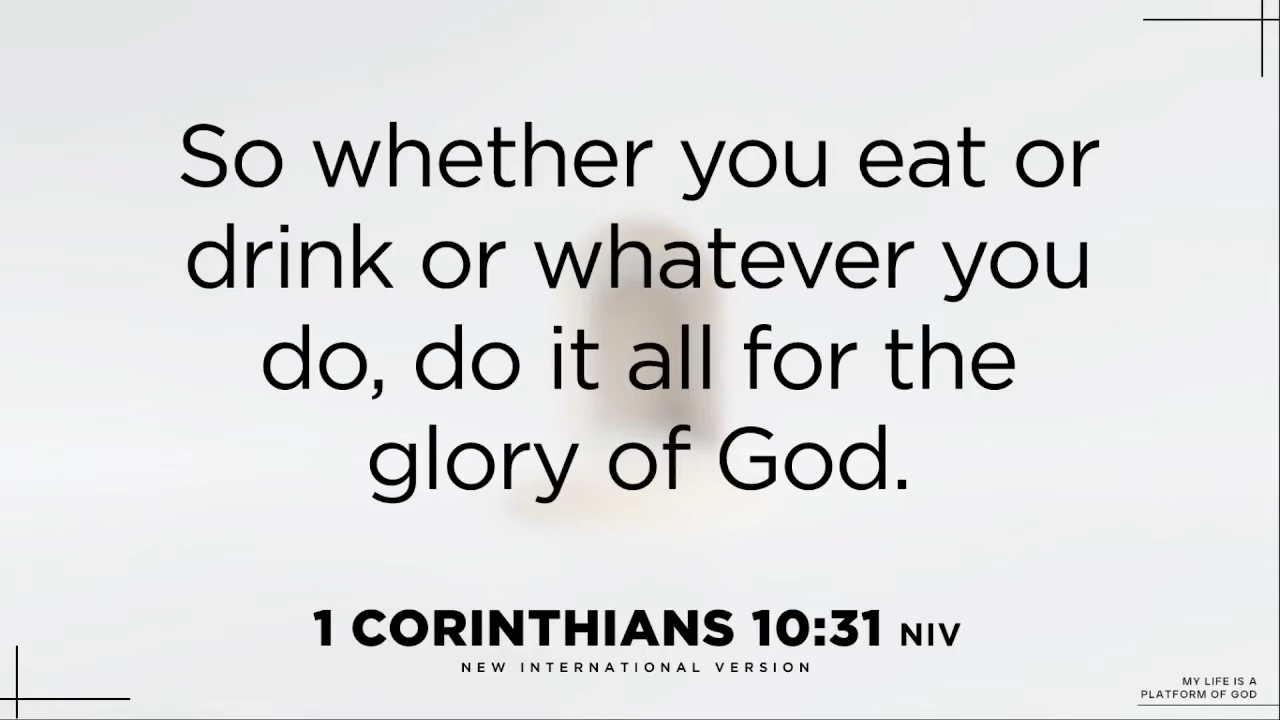 So whether you eat or
drink or whatever you
do, do it all for the
glory of God.
1 CORINTHIANS 10:31 NIV
NEW INTERNATIONAL VERSION
MY LIFE IS A
PLATFORM OF GOD